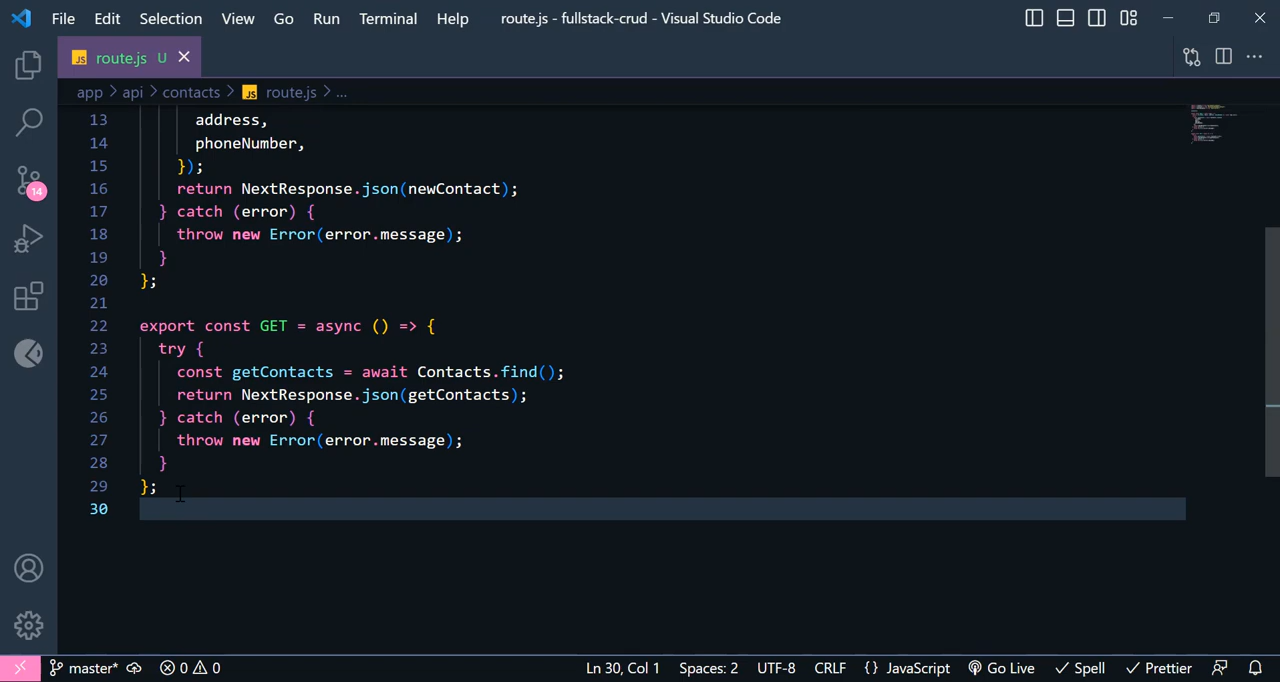 File Edit Selection View Go Run Terminal Help route.js - fullstack-crud - Visual Studio Code
JS route.js U
app > api > contacts > JS route.js > ...
13 address,
14 phoneNumber,
15 });
16 return NextResponse.json(newContact);
17 } catch (error) {
18 throw new Error(error.message);
19 }
20 };
21
22 export const GET = async () => {
23 try {
24 const getContacts = await Contacts.find();
25 return NextResponse.json(getContacts);
26 } catch (error) {
27 throw new Error(error.message);
28 }
29 };
30
14
master* 0 0 Ln 30, Col 1 Spaces: 2 UTF-8 CRLF {} JavaScript Go Live Spell Prettier